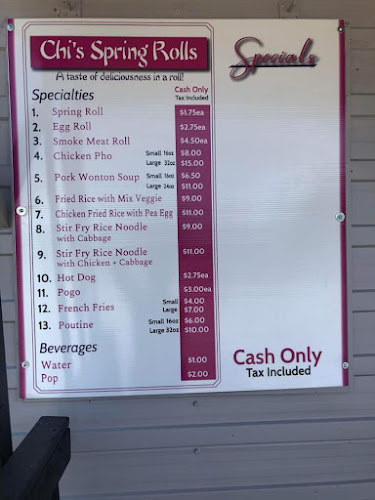 Chi's Spring Rolls
A taste of deliciousness in a roll!
Specials
Specialties
Cash Only
Tax Included
1. Spring Roll $1.75ea
2. Egg Roll $2.75ea
3. Smoke Meat Roll $4.50ea
4. Chicken Pho Small 16oz $8.00
Large 32oz $15.00
5. Pork Wonton Soup Small 16oz $6.50
Large 24oz $11.00
6. Fried Rice with Mix Veggie $9.00
7. Chicken Fried Rice with Pea Egg $11.00
8. Stir Fry Rice Noodle $9.00
with Cabbage
9. Stir Fry Rice Noodle $11.00
with Chicken + Cabbage
10. Hot Dog $2.75ea
11. Pogo $3.00ea
12. French Fries Small $4.00
Large $7.00
13. Poutine Small 16oz $6.00
Large 32oz $10.00
Beverages
Water $1.00
Pop $2.00
Cash Only
Tax Included